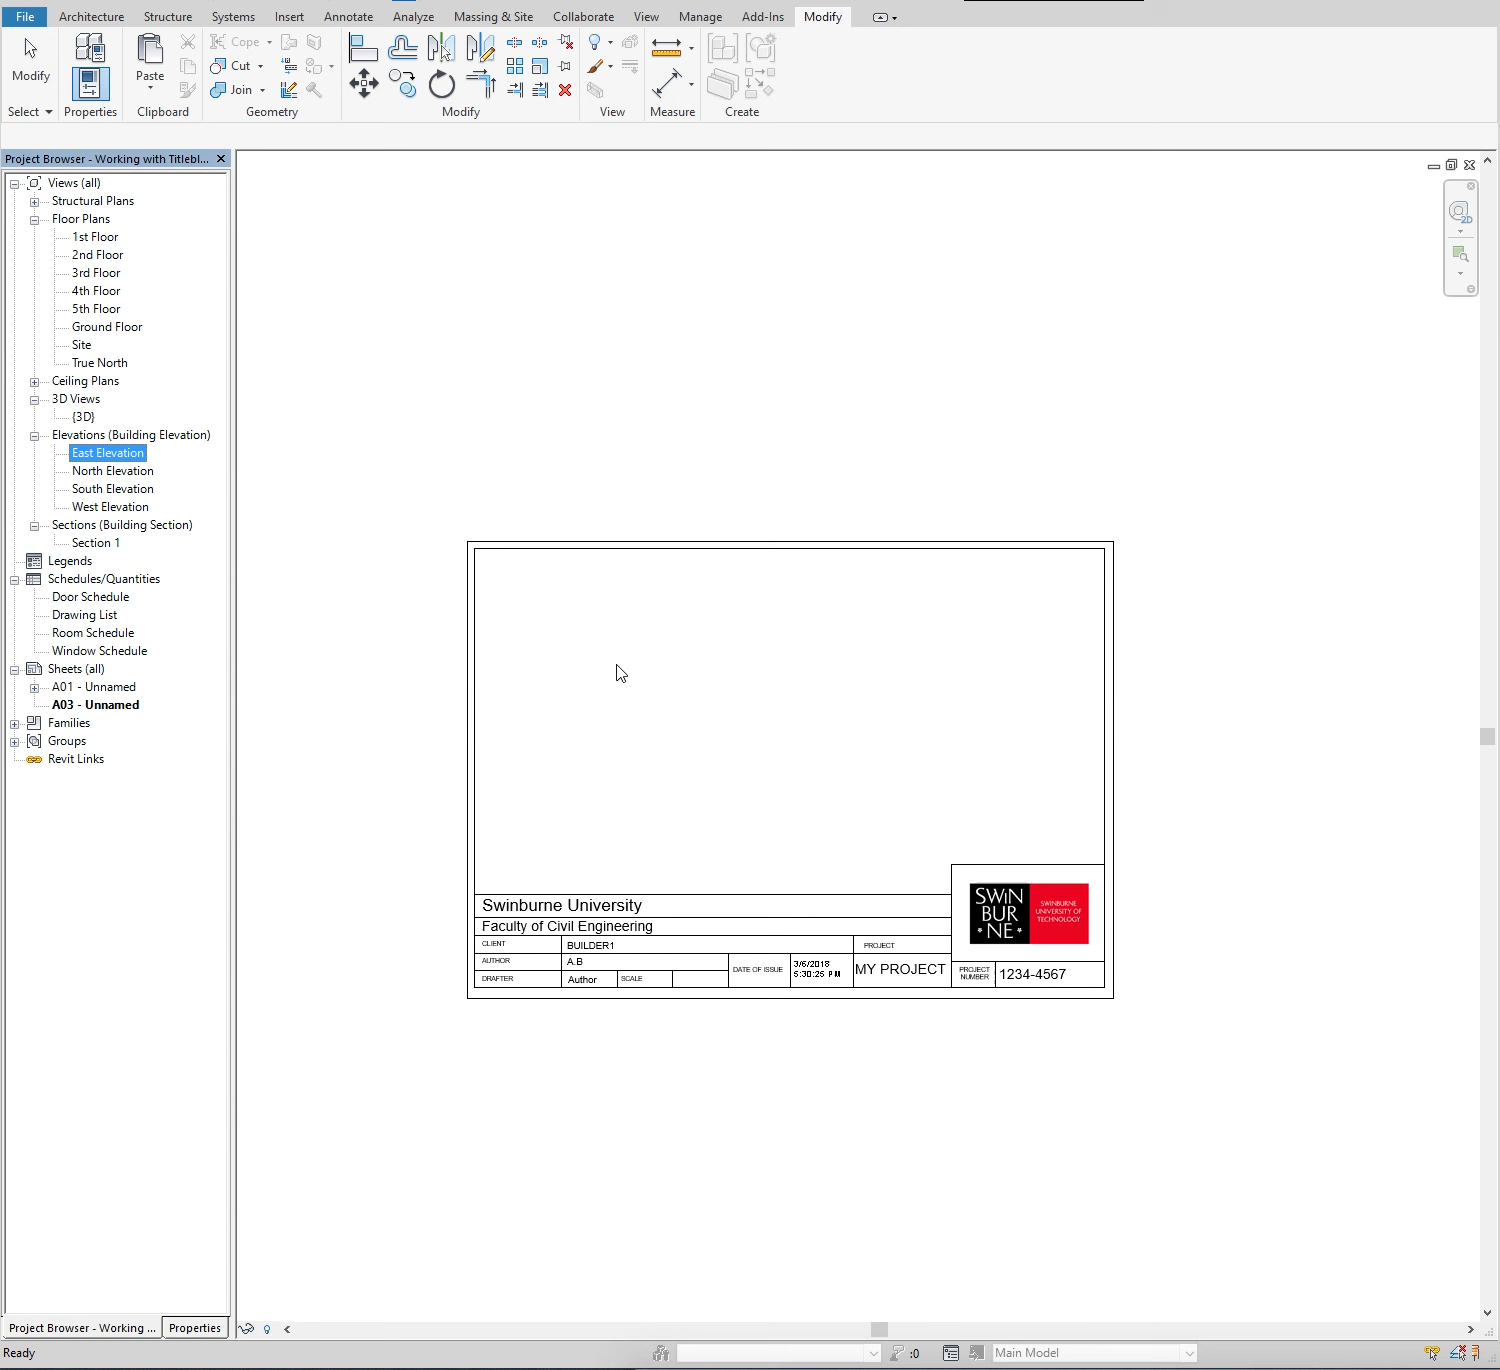 File Architecture Structure Systems Insert Annotate Analyze Massing & Site Collaborate View Manage Add-Ins Modify
Modify
Paste
Cope
Cut
Join
Select Properties Clipboard Geometry Modify View Measure Create
Project Browser - Working with Titlebl...
Views (all)
Structural Plans
Floor Plans
1st Floor
2nd Floor
3rd Floor
4th Floor
5th Floor
Ground Floor
Site
True North
Ceiling Plans
3D Views
{3D}
Elevations (Building Elevation)
East Elevation
North Elevation
South Elevation
West Elevation
Sections (Building Section)
Section 1
Legends
Schedules/Quantities
Door Schedule
Drawing List
Room Schedule
Window Schedule
Sheets (all)
A01 - Unnamed
A03 - Unnamed
Families
Groups
Revit Links
2D
Swinburne University
Faculty of Civil Engineering
CLIENT BUILDER1 PROJECT
AUTHOR A.B
DRAFTER Author SCALE
DATE OF ISSUE
3/6/2018
5:30:25 PM
MY PROJECT
SWIN
BUR
* NE *
SWINBURNE
UNIVERSITY OF
TECHNOLOGY
PROJECT
NUMBER
1234-4567
Project Browser - Working ... Properties
Ready :0 Main Model